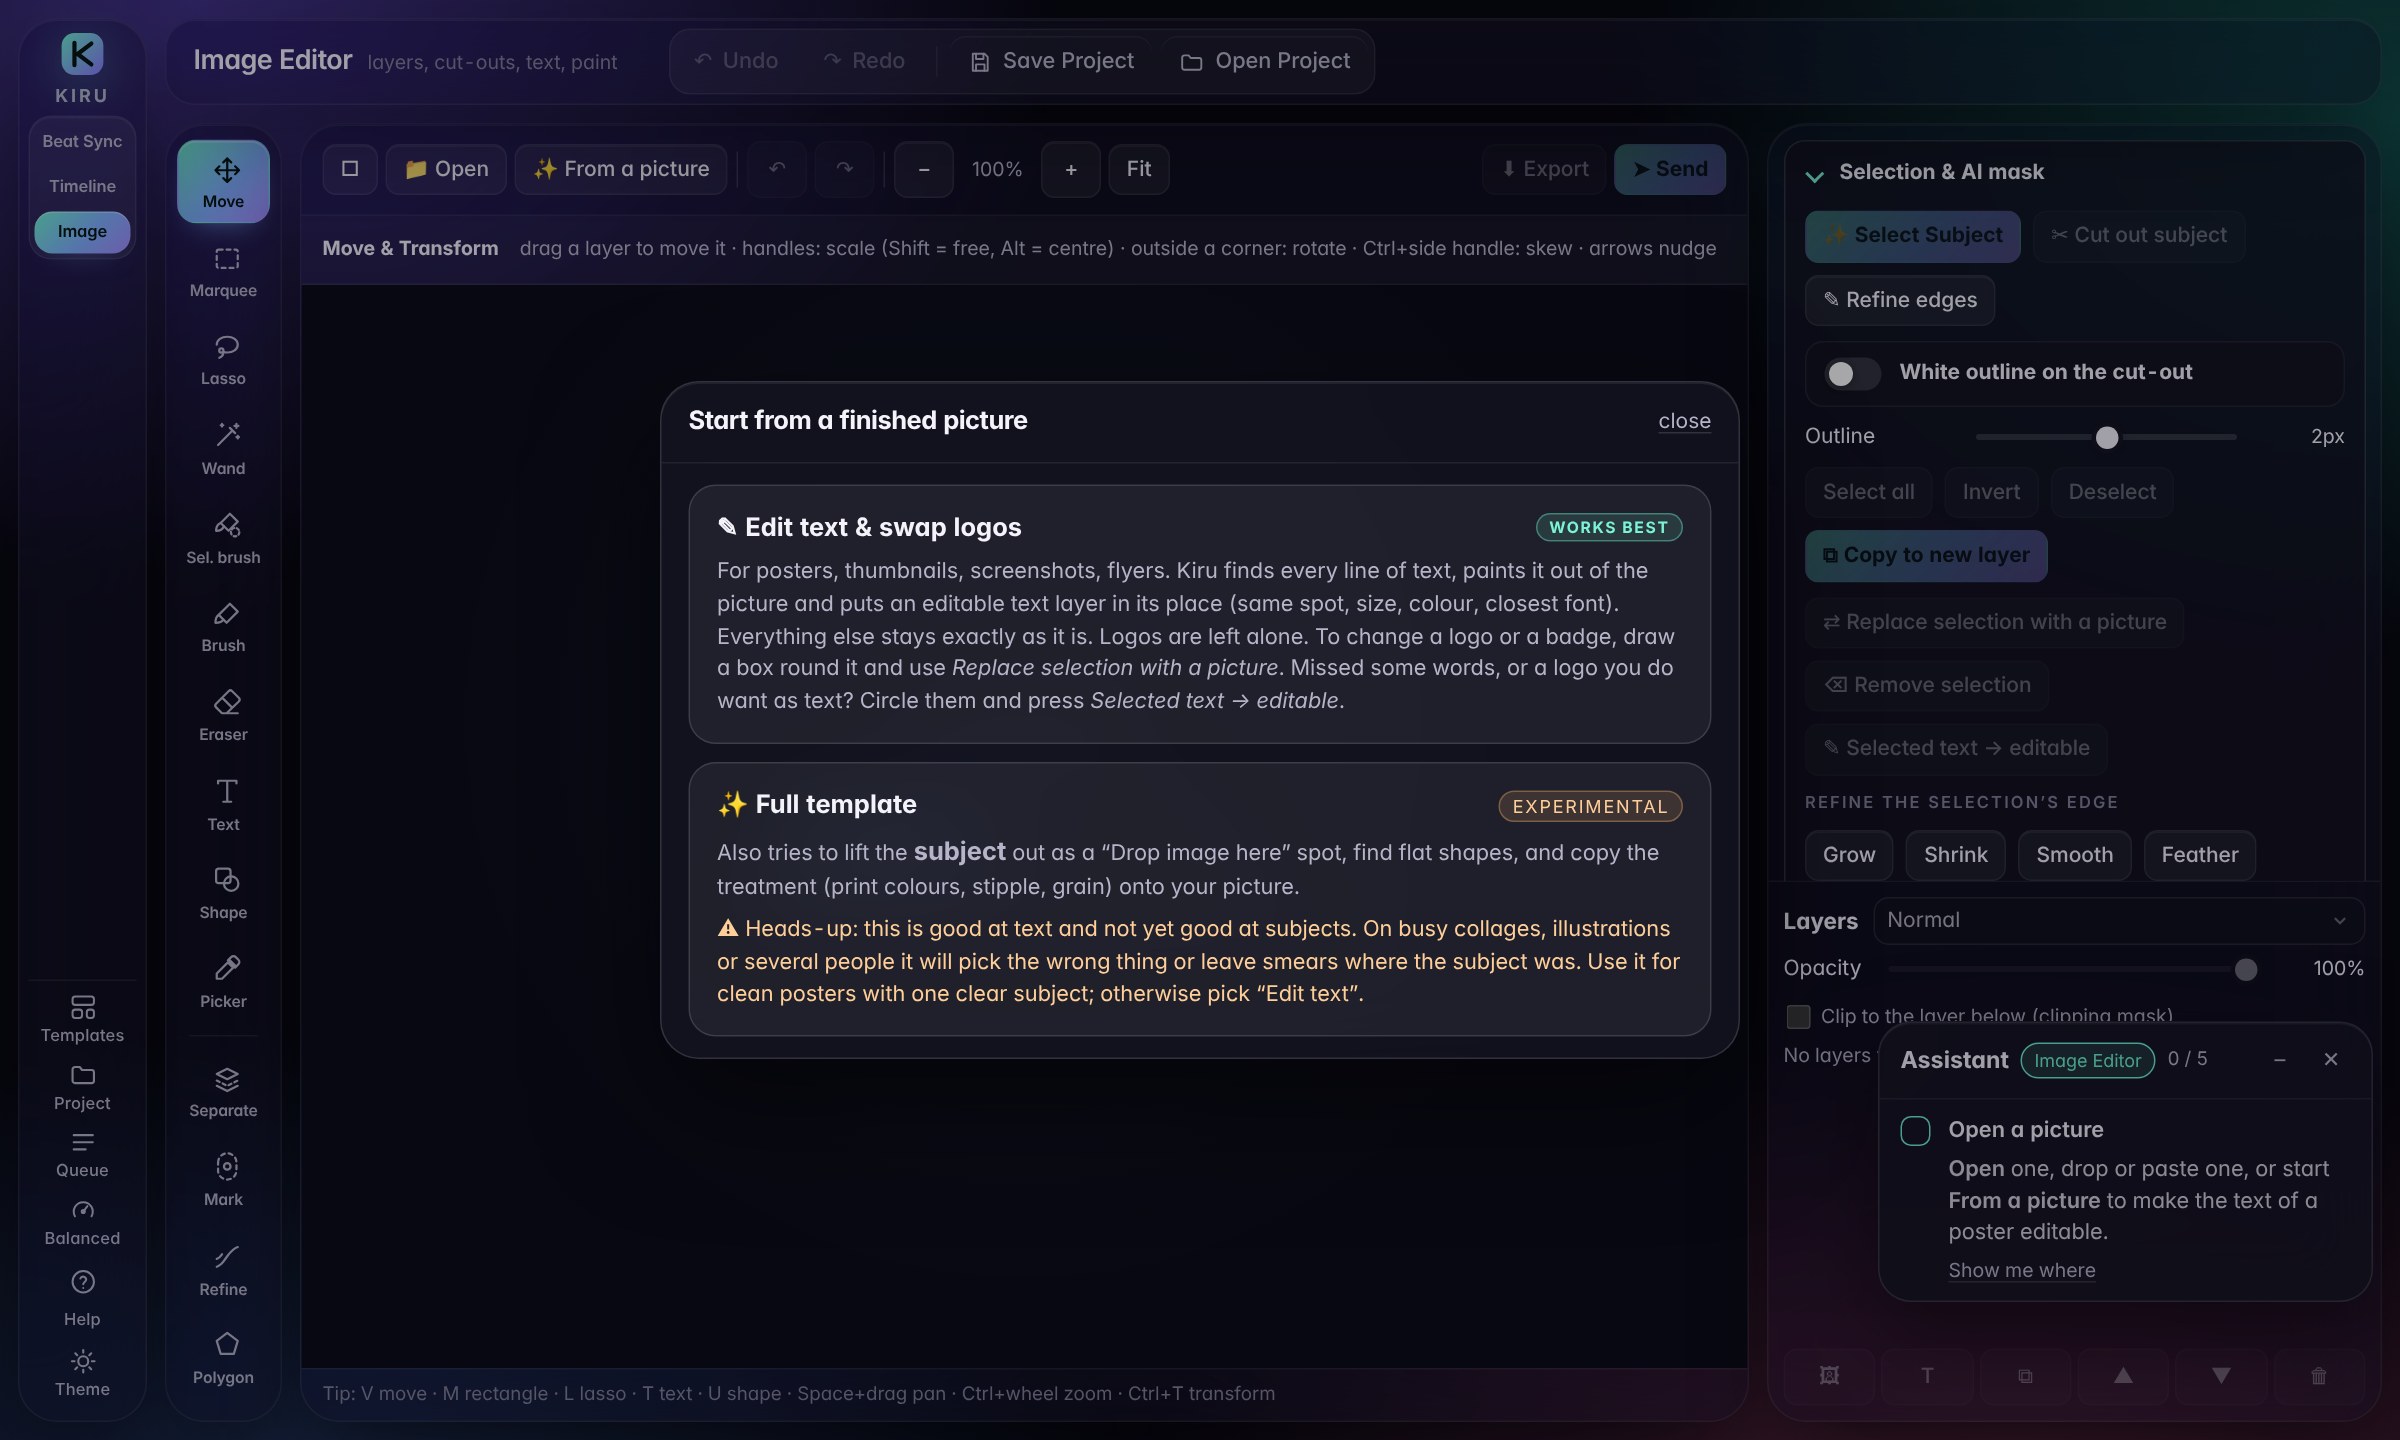 KIRU
Beat Sync
Timeline
Image
Templates
Project
Queue
Balanced
Help
Theme
Image Editor layers, cut-outs, text, paint
↶ Undo ↷ Redo Save Project Open Project
Move
Marquee
Lasso
Wand
Sel. brush
Brush
Eraser
Text
Shape
Picker
Separate
Mark
Refine
Polygon
Open From a picture ↶ ↷ − 100% + Fit Export Send
Move & Transform drag a layer to move it · handles: scale (Shift = free, Alt = centre) · outside a corner: rotate · Ctrl+side handle: skew · arrows nudge
Start from a finished picture close
✎ Edit text & swap logos WORKS BEST
For posters, thumbnails, screenshots, flyers. Kiru finds every line of text, paints it out of the
picture and puts an editable text layer in its place (same spot, size, colour, closest font).
Everything else stays exactly as it is. Logos are left alone. To change a logo or a badge, draw
a box round it and use Replace selection with a picture. Missed some words, or a logo you do
want as text? Circle them and press Selected text → editable.
✨ Full template EXPERIMENTAL
Also tries to lift the subject out as a “Drop image here” spot, find flat shapes, and copy the
treatment (print colours, stipple, grain) onto your picture.
⚠ Heads-up: this is good at text and not yet good at subjects. On busy collages, illustrations
or several people it will pick the wrong thing or leave smears where the subject was. Use it for
clean posters with one clear subject; otherwise pick “Edit text”.
Tip: V move · M rectangle · L lasso · T text · U shape · Space+drag pan · Ctrl+wheel zoom · Ctrl+T transform
Selection & AI mask
✨ Select Subject ✂ Cut out subject
✎ Refine edges
White outline on the cut-out
Outline 2px
Select all Invert Deselect
⧉ Copy to new layer
⇄ Replace selection with a picture
⌫ Remove selection
✎ Selected text → editable
REFINE THE SELECTION’S EDGE
Grow Shrink Smooth Feather
Layers Normal
Opacity 100%
Clip to the layer below (clipping mask)
No layers
Assistant Image Editor 0 / 5 − ✕
Open a picture
Open one, drop or paste one, or start
From a picture to make the text of a
poster editable.
Show me where
T